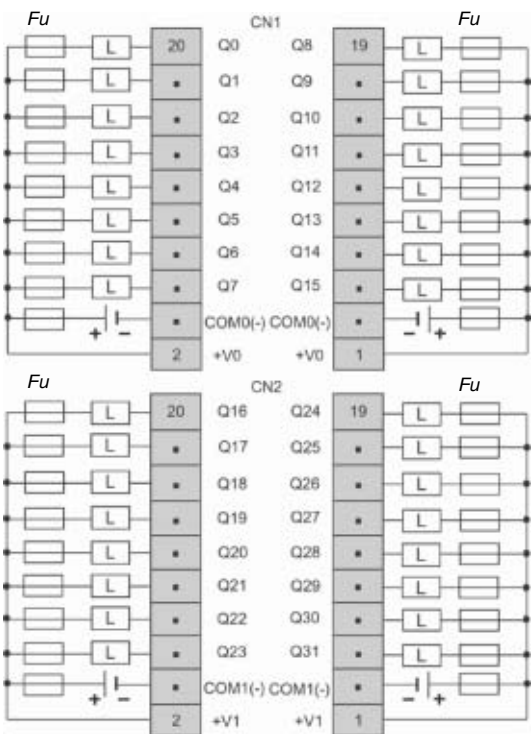 Fu CN1 Fu
L 20 Q0 Q8 19 L
L Q1 Q9 L
L Q2 Q10 L
L Q3 Q11 L
L Q4 Q12 L
L Q5 Q13 L
L Q6 Q14 L
L Q7 Q15 L
+ - COM0(-) COM0(-) - +
2 +V0 +V0 1
Fu CN2 Fu
L 20 Q16 Q24 19 L
L Q17 Q25 L
L Q18 Q26 L
L Q19 Q27 L
L Q20 Q28 L
L Q21 Q29 L
L Q22 Q30 L
L Q23 Q31 L
+ - COM1(-) COM1(-) - +
2 +V1 +V1 1